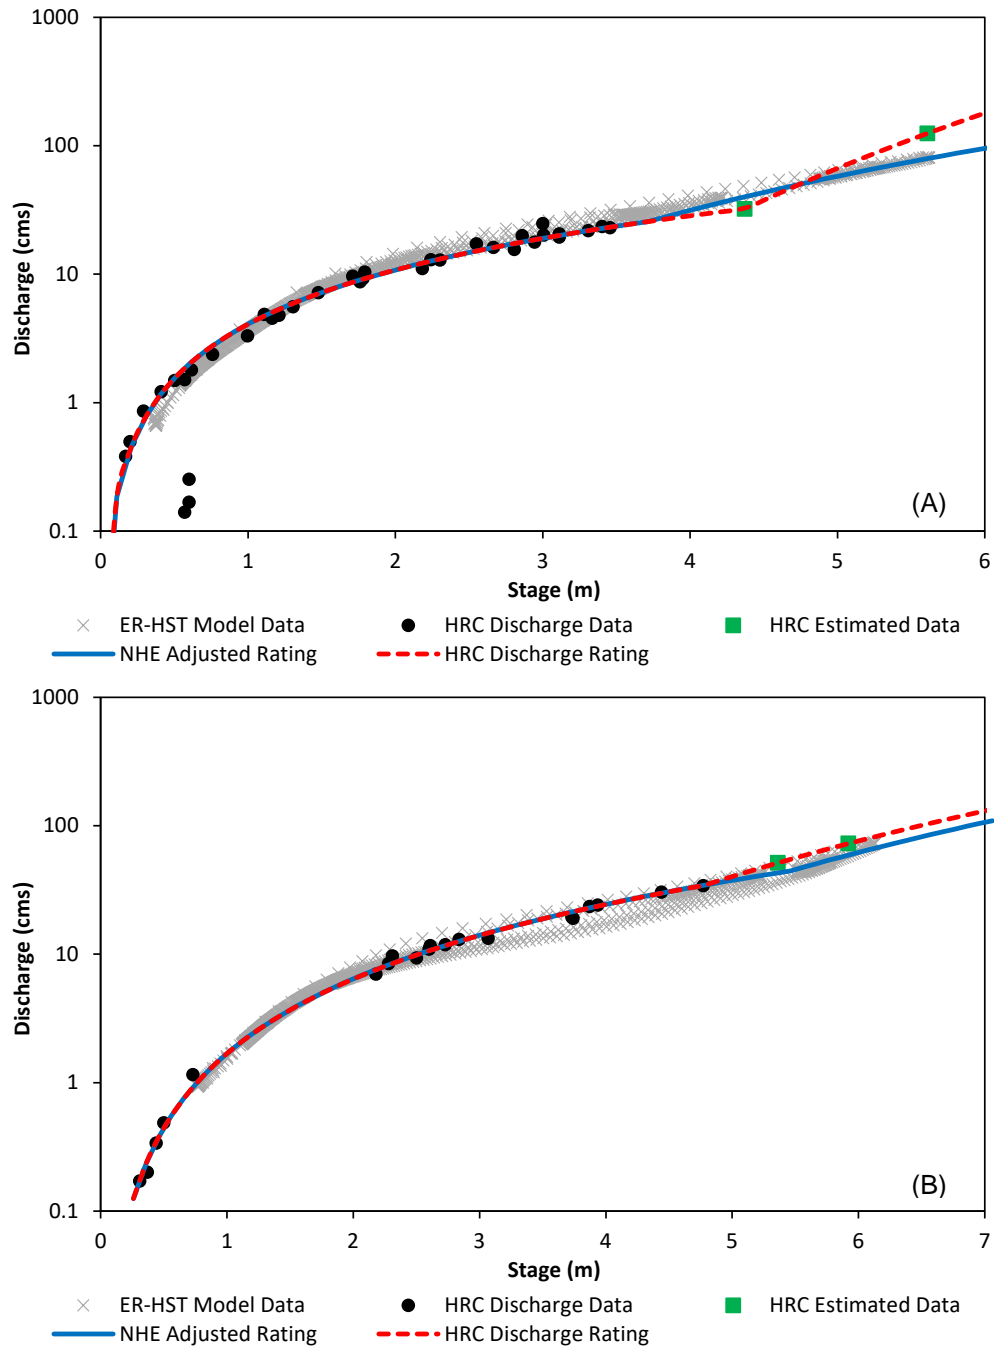 1000
100
10
1
0.1
Discharge (cms)
(A)
0 1 2 3 4 5 6
Stage (m)
ER-HST Model Data HRC Discharge Data HRC Estimated Data
NHE Adjusted Rating HRC Discharge Rating
1000
100
10
1
0.1
Discharge (cms)
(B)
0 1 2 3 4 5 6 7
Stage (m)
ER-HST Model Data HRC Discharge Data HRC Estimated Data
NHE Adjusted Rating HRC Discharge Rating